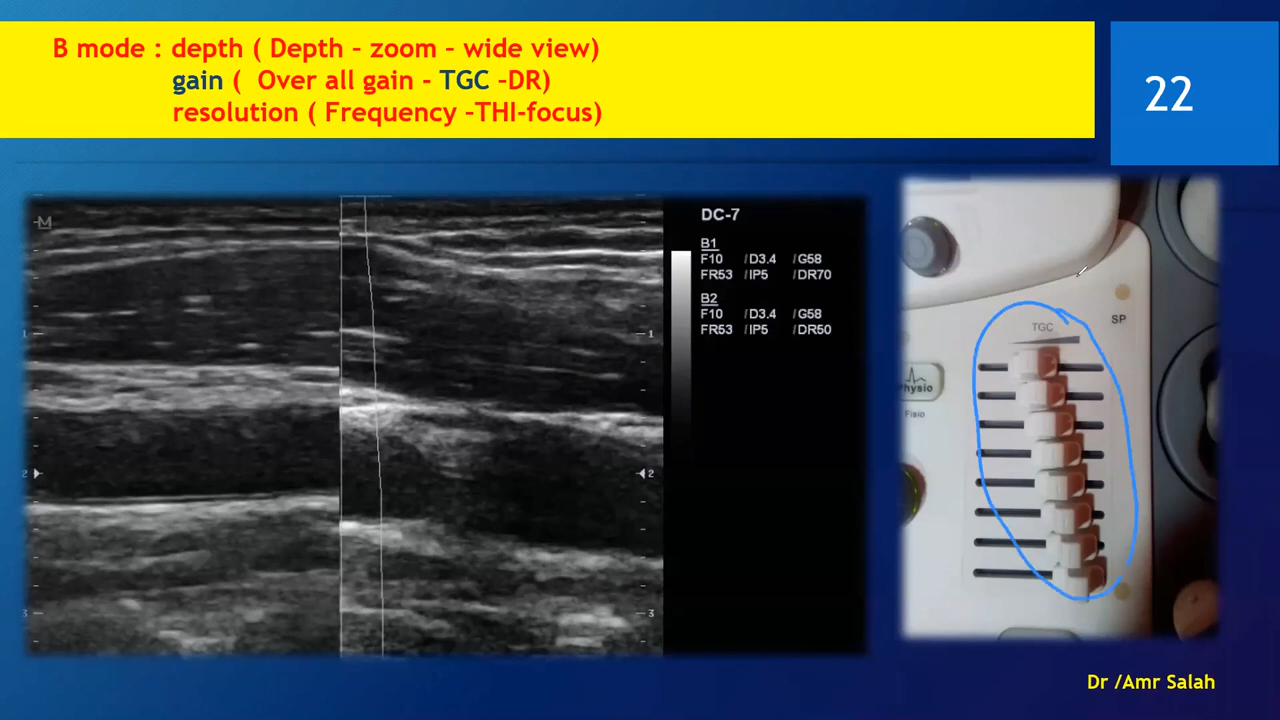 B mode : depth ( Depth – zoom – wide view)
gain (  Over all gain - TGC –DR)
resolution ( Frequency –THI-focus)
22
M
DC-7
B1
F10 /D3.4 /G58
FR53 /IP5 /DR70
B2
F10 /D3.4 /G58
FR53 /IP5 /DR50
1
1
2
2
3
3
TGC
SP
Physio
Fisio
Dr /Amr Salah